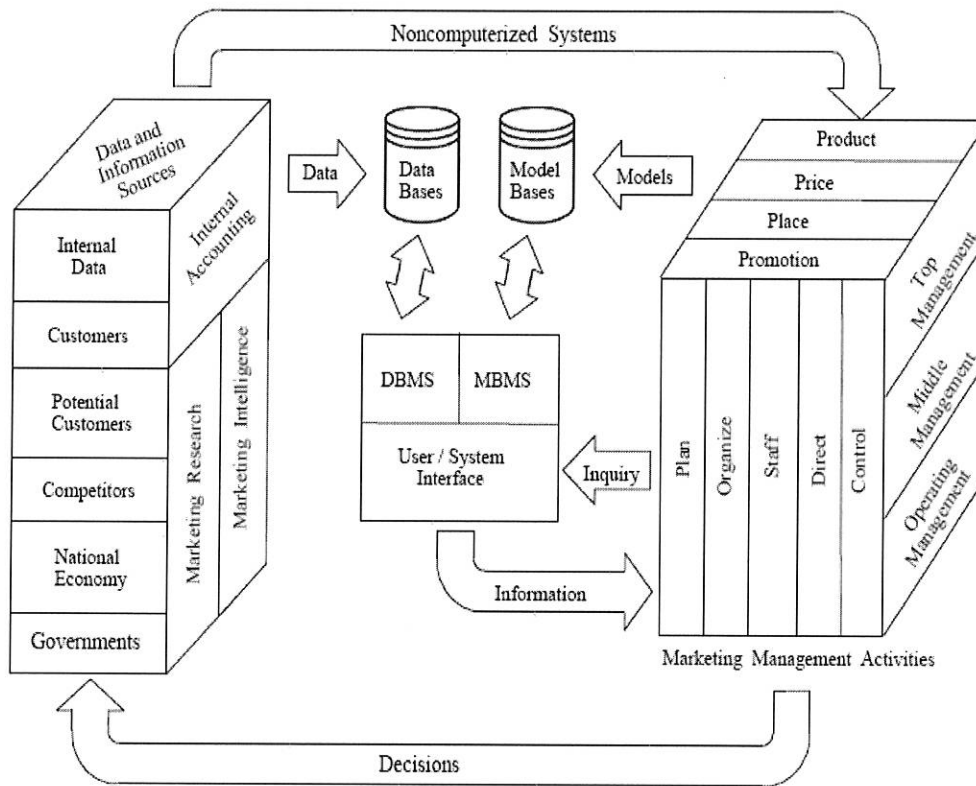 Noncomputerized Systems
Data and
Information
Sources
Internal
Accounting
Internal
Data
Customers
Potential
Customers
Competitors
National
Economy
Governments
Marketing Research
Marketing Intelligence
Data
Data
Bases
Model
Bases
Models
DBMS
MBMS
User / System
Interface
Inquiry
Information
Product
Price
Place
Promotion
Plan
Organize
Staff
Direct
Control
Top
Management
Middle
Management
Operating
Management
Marketing Management Activities
Decisions